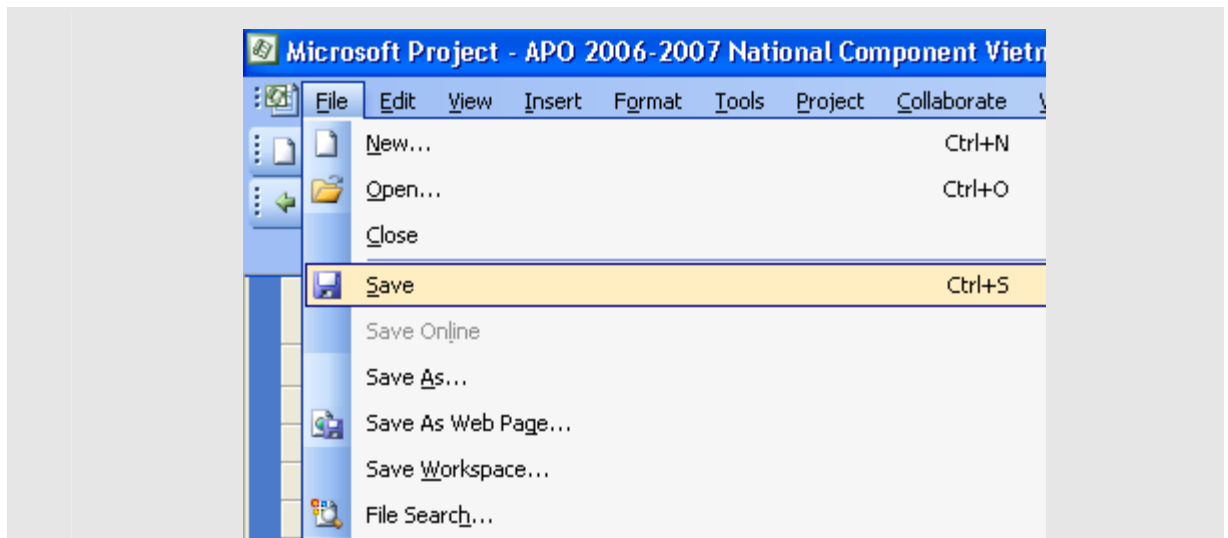 Microsoft Project - APO 2006-2007 National Component
File Edit View Insert Format Tools Project Collaborate
New... Ctrl+N
Open... Ctrl+O
Close
Save Ctrl+S
Save Online
Save As...
Save As Web Page...
Save Workspace...
File Search...